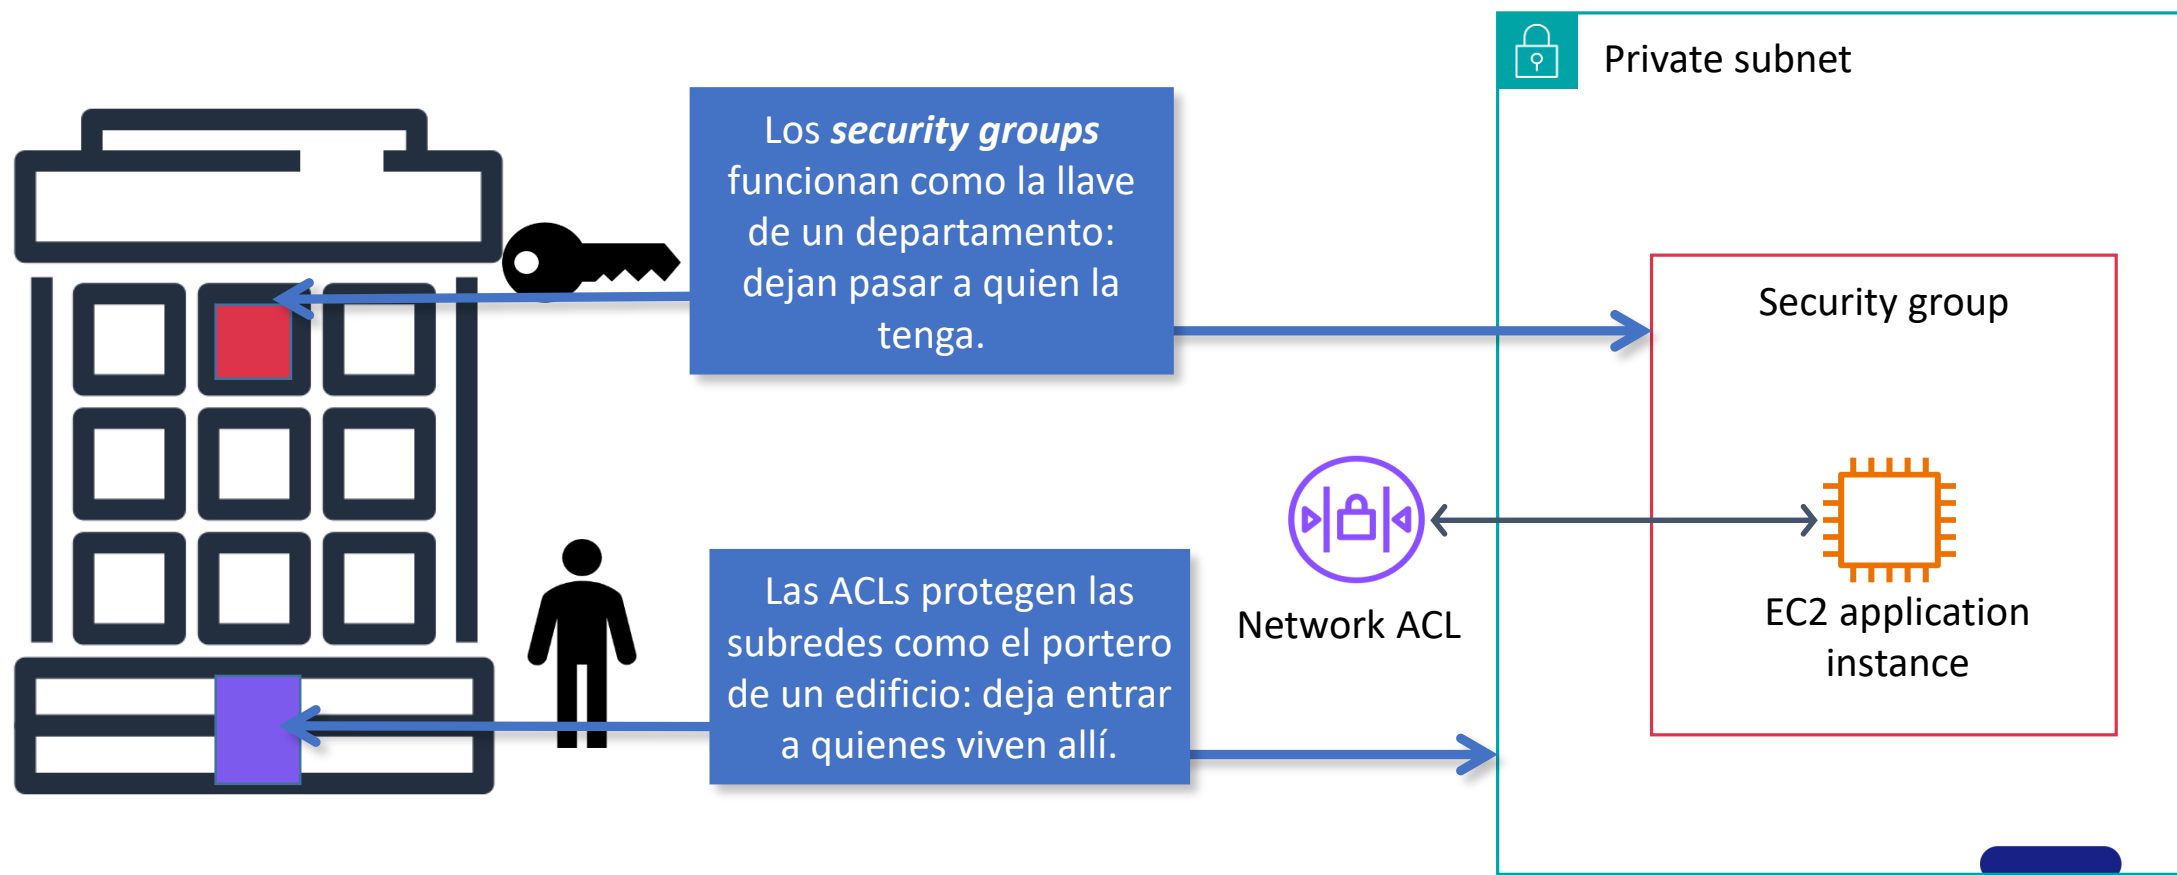 Private subnet
Los security groups
funcionan como la llave
de un departamento:
dejan pasar a quien la
tenga.
Security group
Las ACLs protegen las
subredes como el portero
de un edificio: deja entrar
a quienes viven allí.
Network ACL
EC2 application
instance